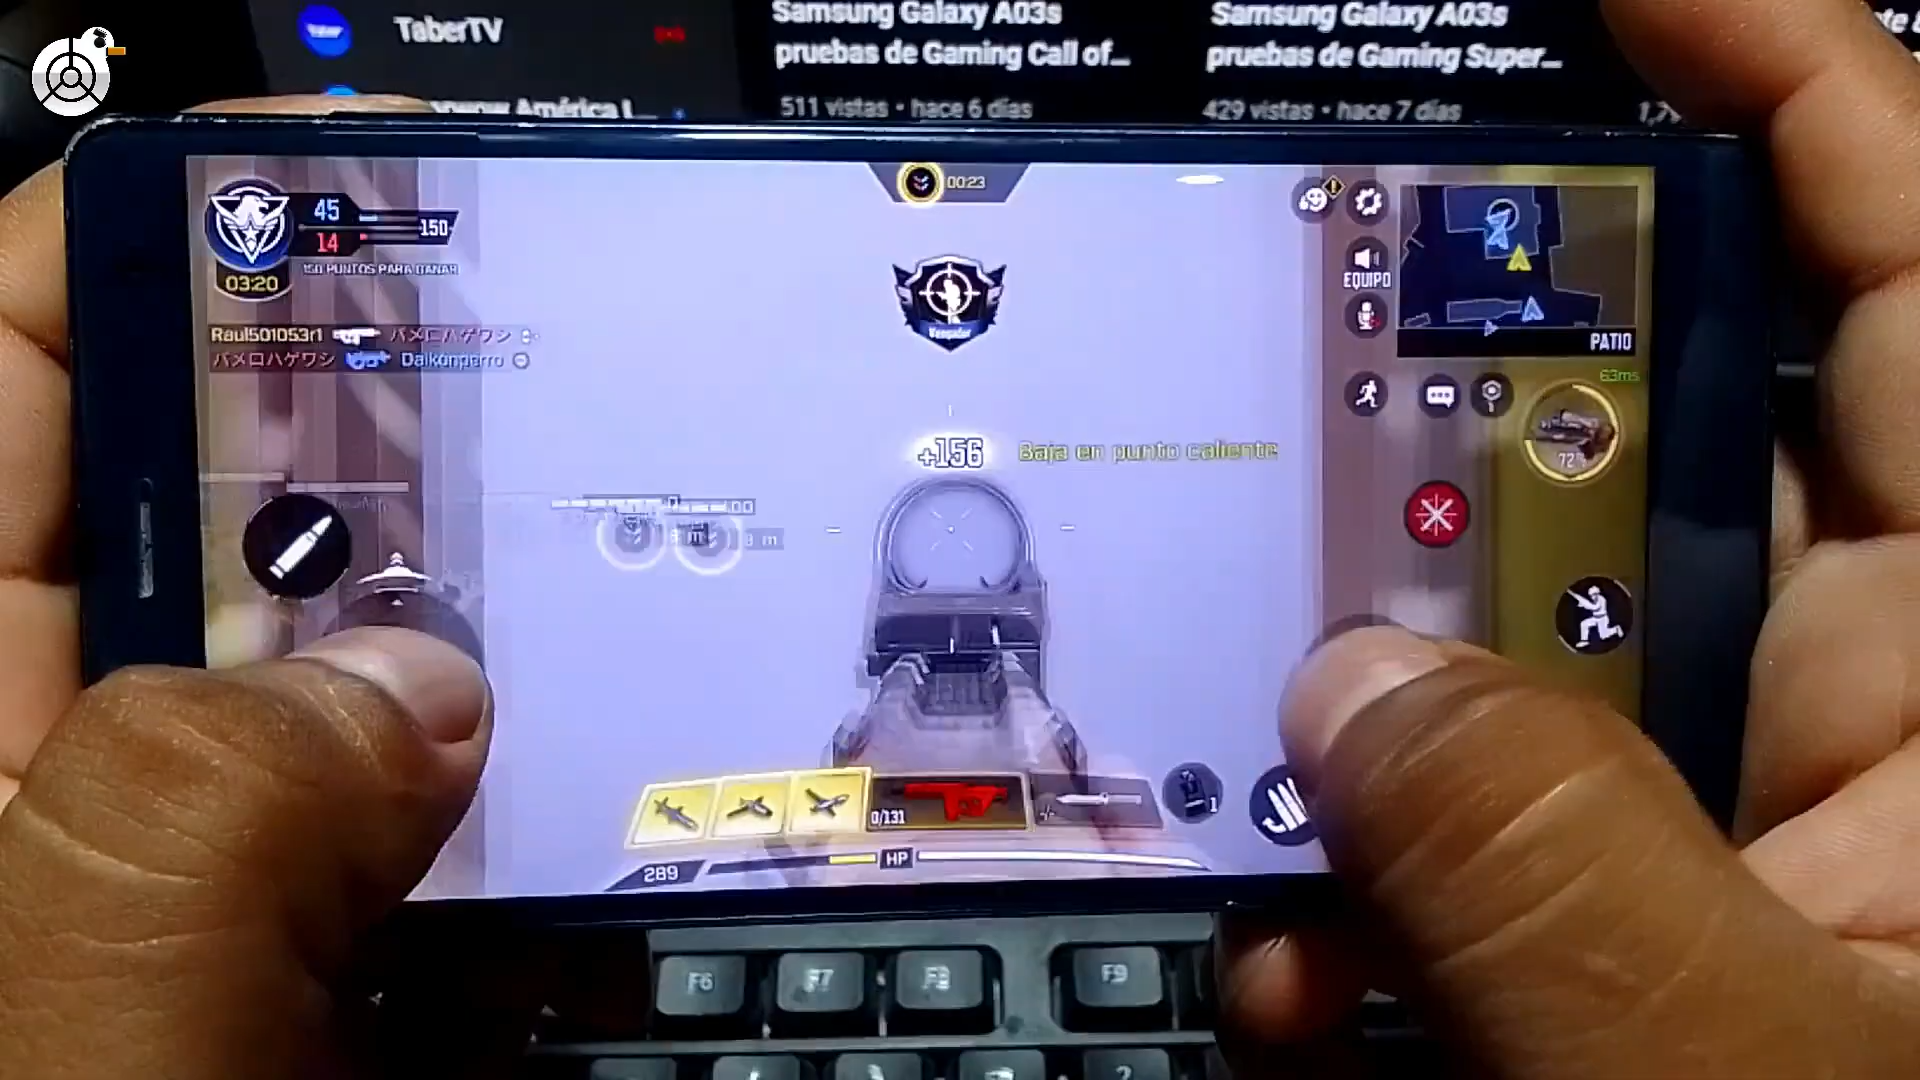 TaberTV
Samsung Galaxy A03s
pruebas de Gaming Call of...
511 vistas • hace 6 días
Samsung Galaxy A03s
pruebas de Gaming Super...
429 vistas • hace 7 días
América
00:23
45
14
150
150 PUNTOS PARA GANAR
03:20
Raul501053r1 バメロハゲワシ
バメロハゲワシ Daikonperro
Vengador
EQUIPO
PATIO
63ms
72%
+156 Baja en punto caliente
0/131
1
289
HP
F6
F7
F8
F9